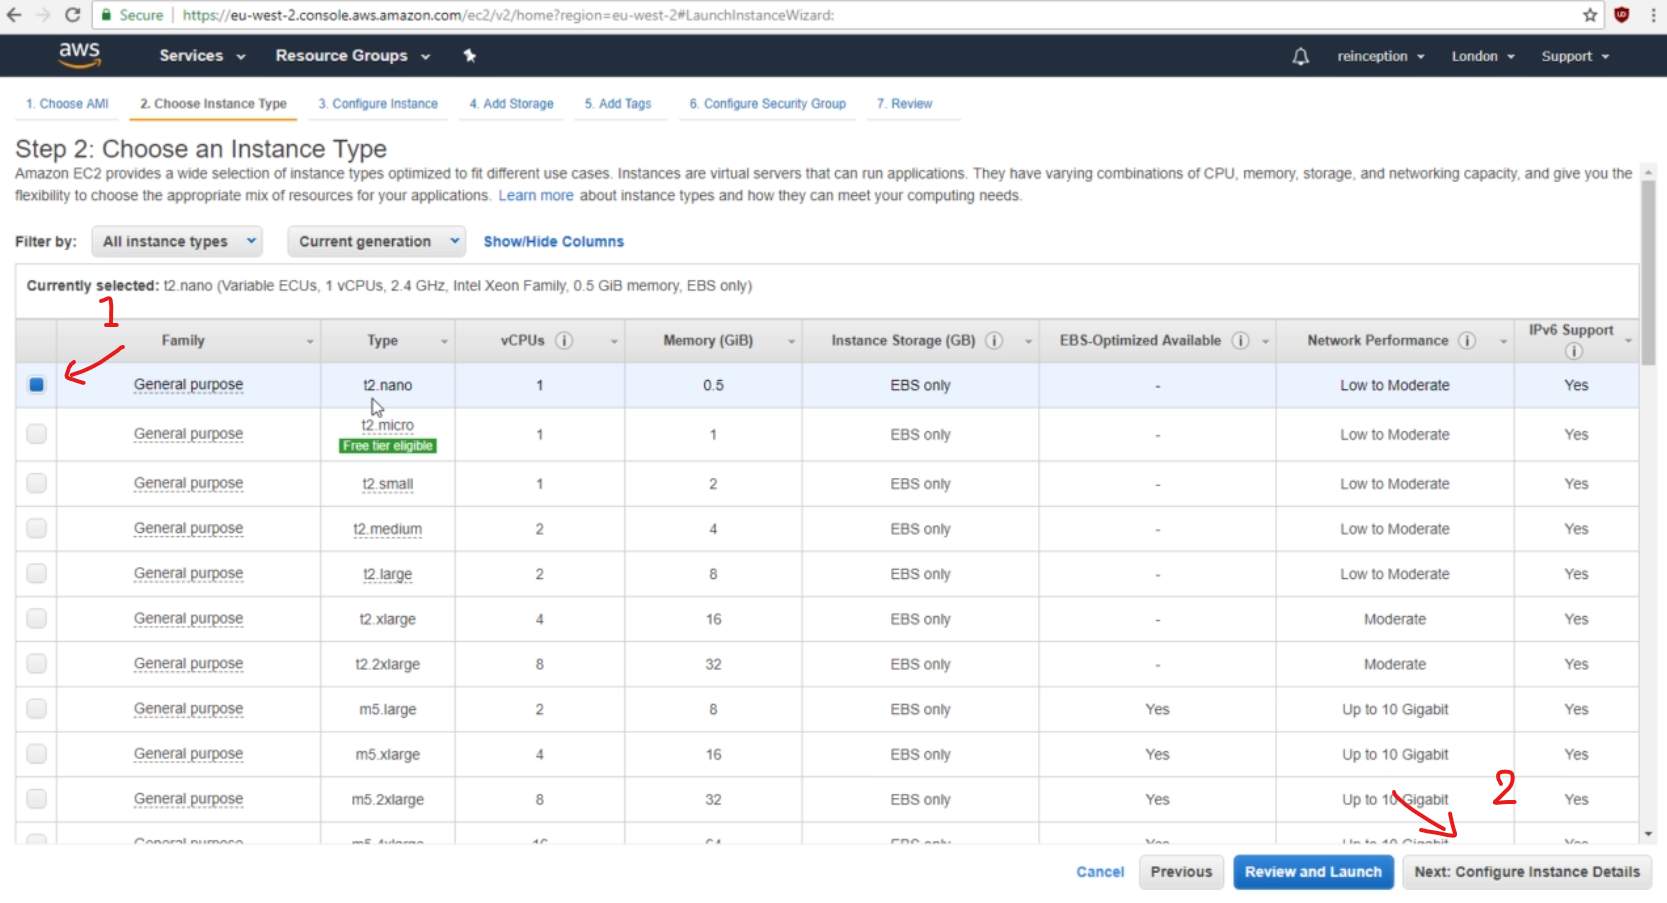 Secure https://eu-west-2.console.aws.amazon.com/ec2/v2/home?region=eu-west-2#LaunchInstanceWizard:
aws Services Resource Groups reinception London Support
1. Choose AMI 2. Choose Instance Type 3. Configure Instance 4. Add Storage 5. Add Tags 6. Configure Security Group 7. Review
Step 2: Choose an Instance Type
Amazon EC2 provides a wide selection of instance types optimized to fit different use cases. Instances are virtual servers that can run applications. They have varying combinations of CPU, memory, storage, and networking capacity, and give you the
flexibility to choose the appropriate mix of resources for your applications. Learn more about instance types and how they can meet your computing needs.
Filter by: All instance types Current generation Show/Hide Columns
Currently selected: t2.nano (Variable ECUs, 1 vCPUs, 2.4 GHz, Intel Xeon Family, 0.5 GiB memory, EBS only)
1
Family Type vCPUs Memory (GiB) Instance Storage (GB) EBS-Optimized Available Network Performance IPv6 Support
General purpose t2.nano 1 0.5 EBS only - Low to Moderate Yes
General purpose t2.micro 1 1 EBS only - Low to Moderate Yes
Free tier eligible
General purpose t2.small 1 2 EBS only - Low to Moderate Yes
General purpose t2.medium 2 4 EBS only - Low to Moderate Yes
General purpose t2.large 2 8 EBS only - Low to Moderate Yes
General purpose t2.xlarge 4 16 EBS only - Moderate Yes
General purpose t2.2xlarge 8 32 EBS only - Moderate Yes
General purpose m5.large 2 8 EBS only Yes Up to 10 Gigabit Yes
General purpose m5.xlarge 4 16 EBS only Yes Up to 10 Gigabit Yes
General purpose m5.2xlarge 8 32 EBS only Yes Up to 10 Gigabit Yes
2
Cancel Previous Review and Launch Next: Configure Instance Details